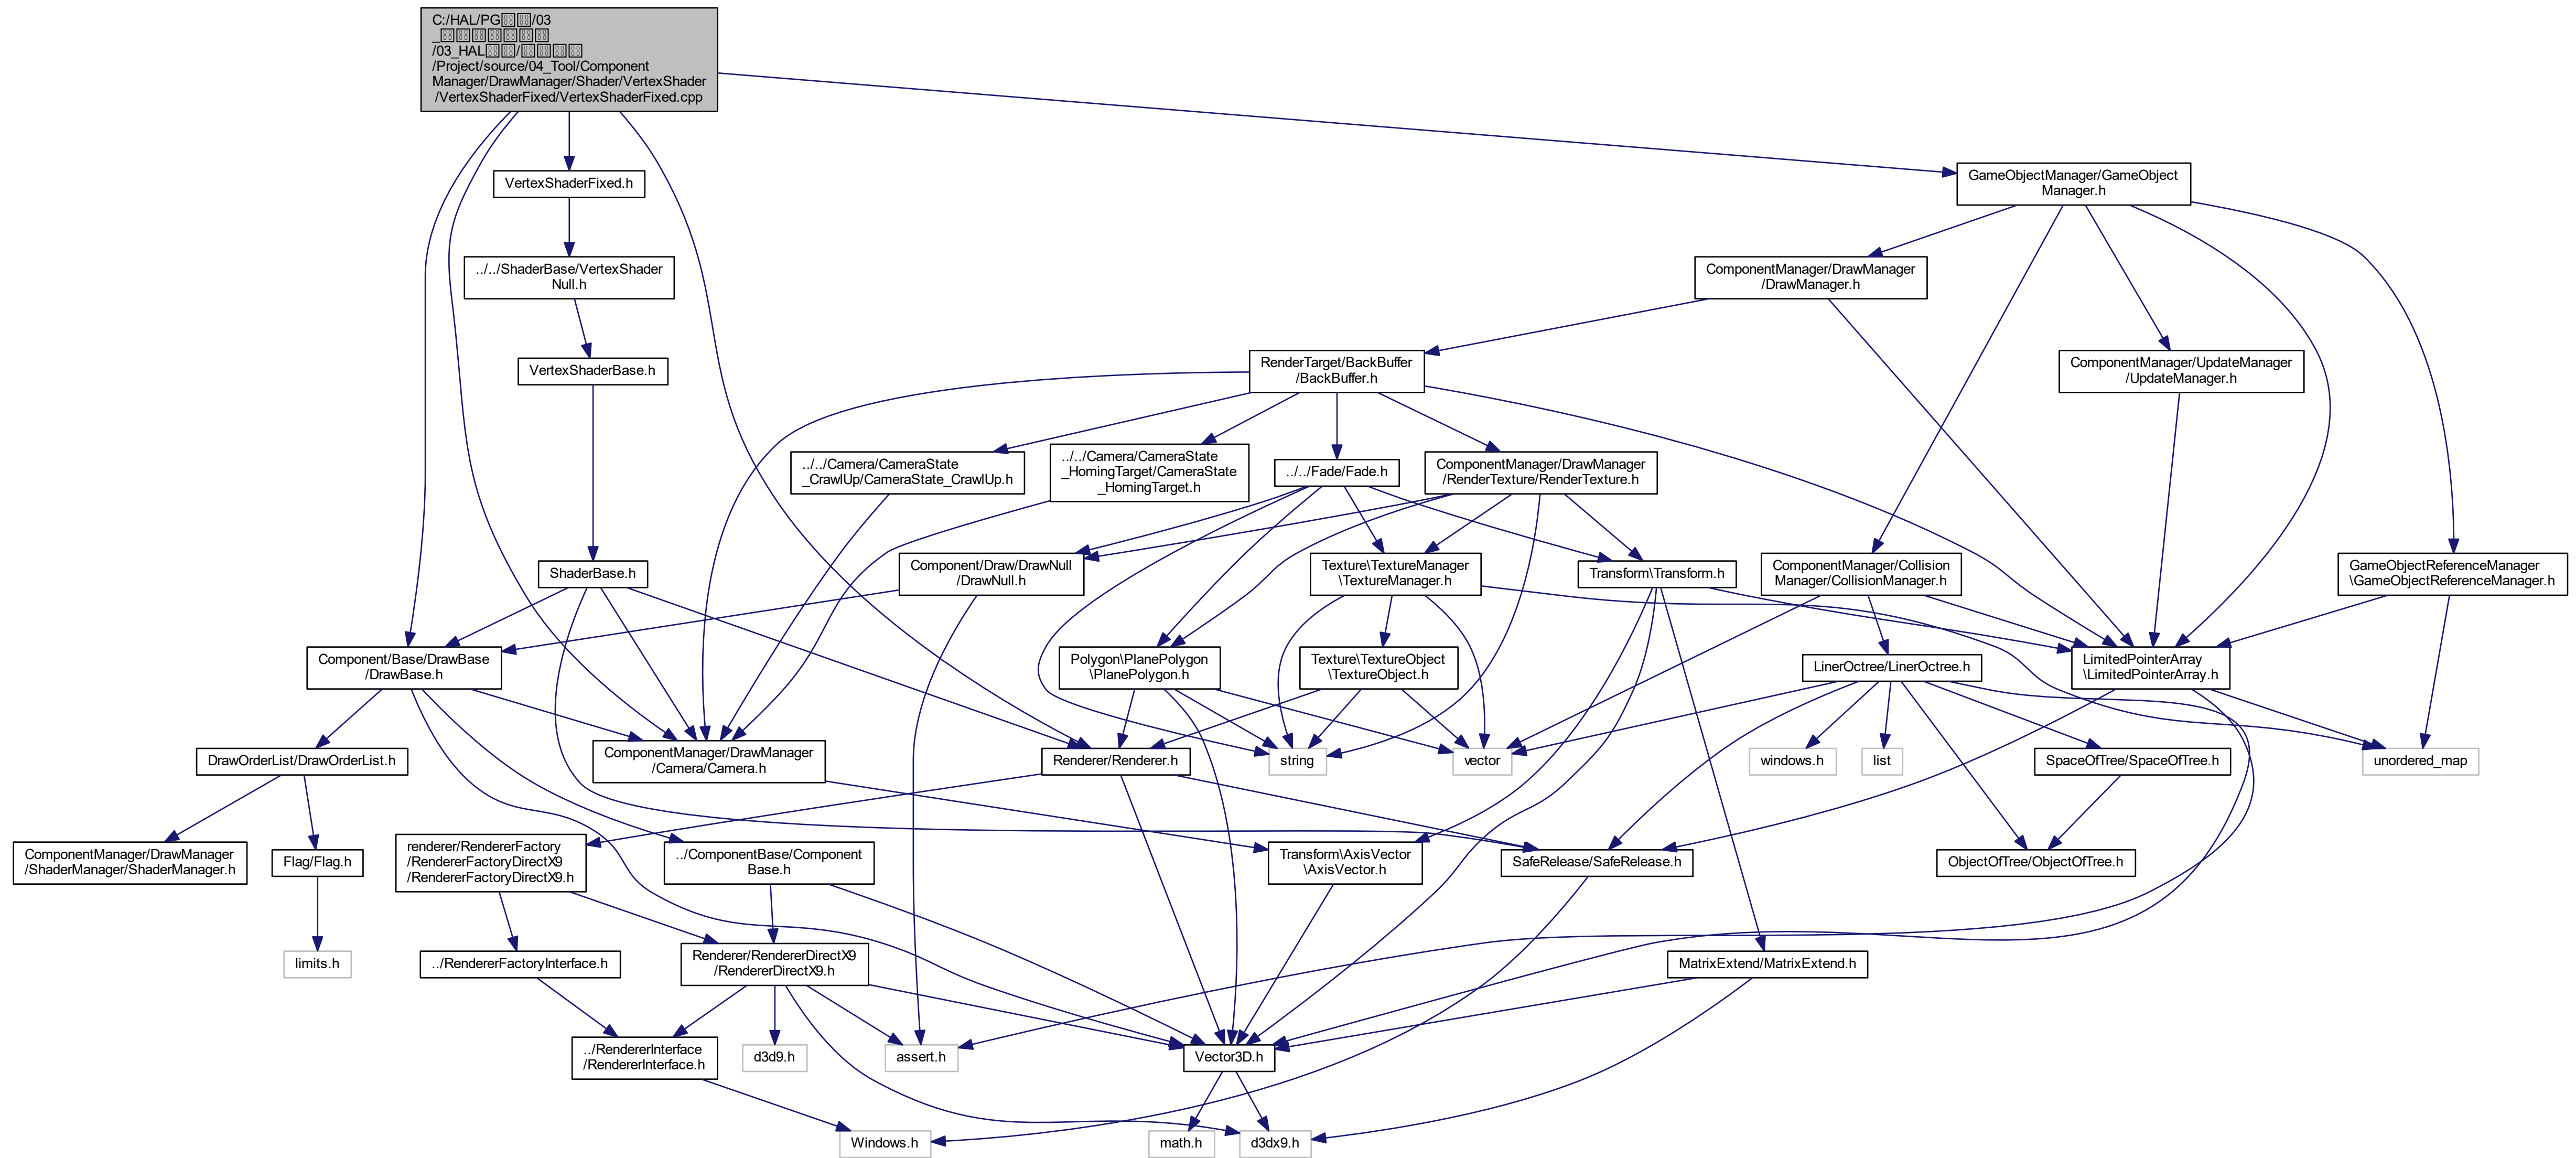 C:/HAL/PG/03
_
/03_HAL/
/Project/source/04_Tool/Component
Manager/DrawManager/Shader/VertexShader
/VertexShaderFixed/VertexShaderFixed.cpp
VertexShaderFixed.h
GameObjectManager/GameObject
Manager.h
../../ShaderBase/VertexShader
Null.h
ComponentManager/DrawManager
/DrawManager.h
VertexShaderBase.h
RenderTarget/BackBuffer
/BackBuffer.h
ComponentManager/UpdateManager
/UpdateManager.h
../../Camera/CameraState
_CrawlUp/CameraState_CrawlUp.h
../../Camera/CameraState
_HomingTarget/CameraState
_HomingTarget.h
../../Fade/Fade.h
ComponentManager/DrawManager
/RenderTexture/RenderTexture.h
ShaderBase.h
Component/Draw/DrawNull
/DrawNull.h
Texture\TextureManager
\TextureManager.h
Transform\Transform.h
ComponentManager/Collision
Manager/CollisionManager.h
GameObjectReferenceManager
\GameObjectReferenceManager.h
Component/Base/DrawBase
/DrawBase.h
Polygon\PlanePolygon
\PlanePolygon.h
Texture\TextureObject
\TextureObject.h
LinerOctree/LinerOctree.h
LimitedPointerArray
\LimitedPointerArray.h
DrawOrderList/DrawOrderList.h
ComponentManager/DrawManager
/Camera/Camera.h
Renderer/Renderer.h
string
vector
windows.h
list
SpaceOfTree/SpaceOfTree.h
unordered_map
ComponentManager/DrawManager
/ShaderManager/ShaderManager.h
Flag/Flag.h
renderer/RendererFactory
/RendererFactoryDirectX9
/RendererFactoryDirectX9.h
../ComponentBase/Component
Base.h
Transform\AxisVector
\AxisVector.h
SafeRelease/SafeRelease.h
ObjectOfTree/ObjectOfTree.h
limits.h
../RendererFactoryInterface.h
Renderer/RendererDirectX9
/RendererDirectX9.h
MatrixExtend/MatrixExtend.h
../RendererInterface
/RendererInterface.h
d3d9.h
assert.h
Vector3D.h
Windows.h
math.h
d3dx9.h